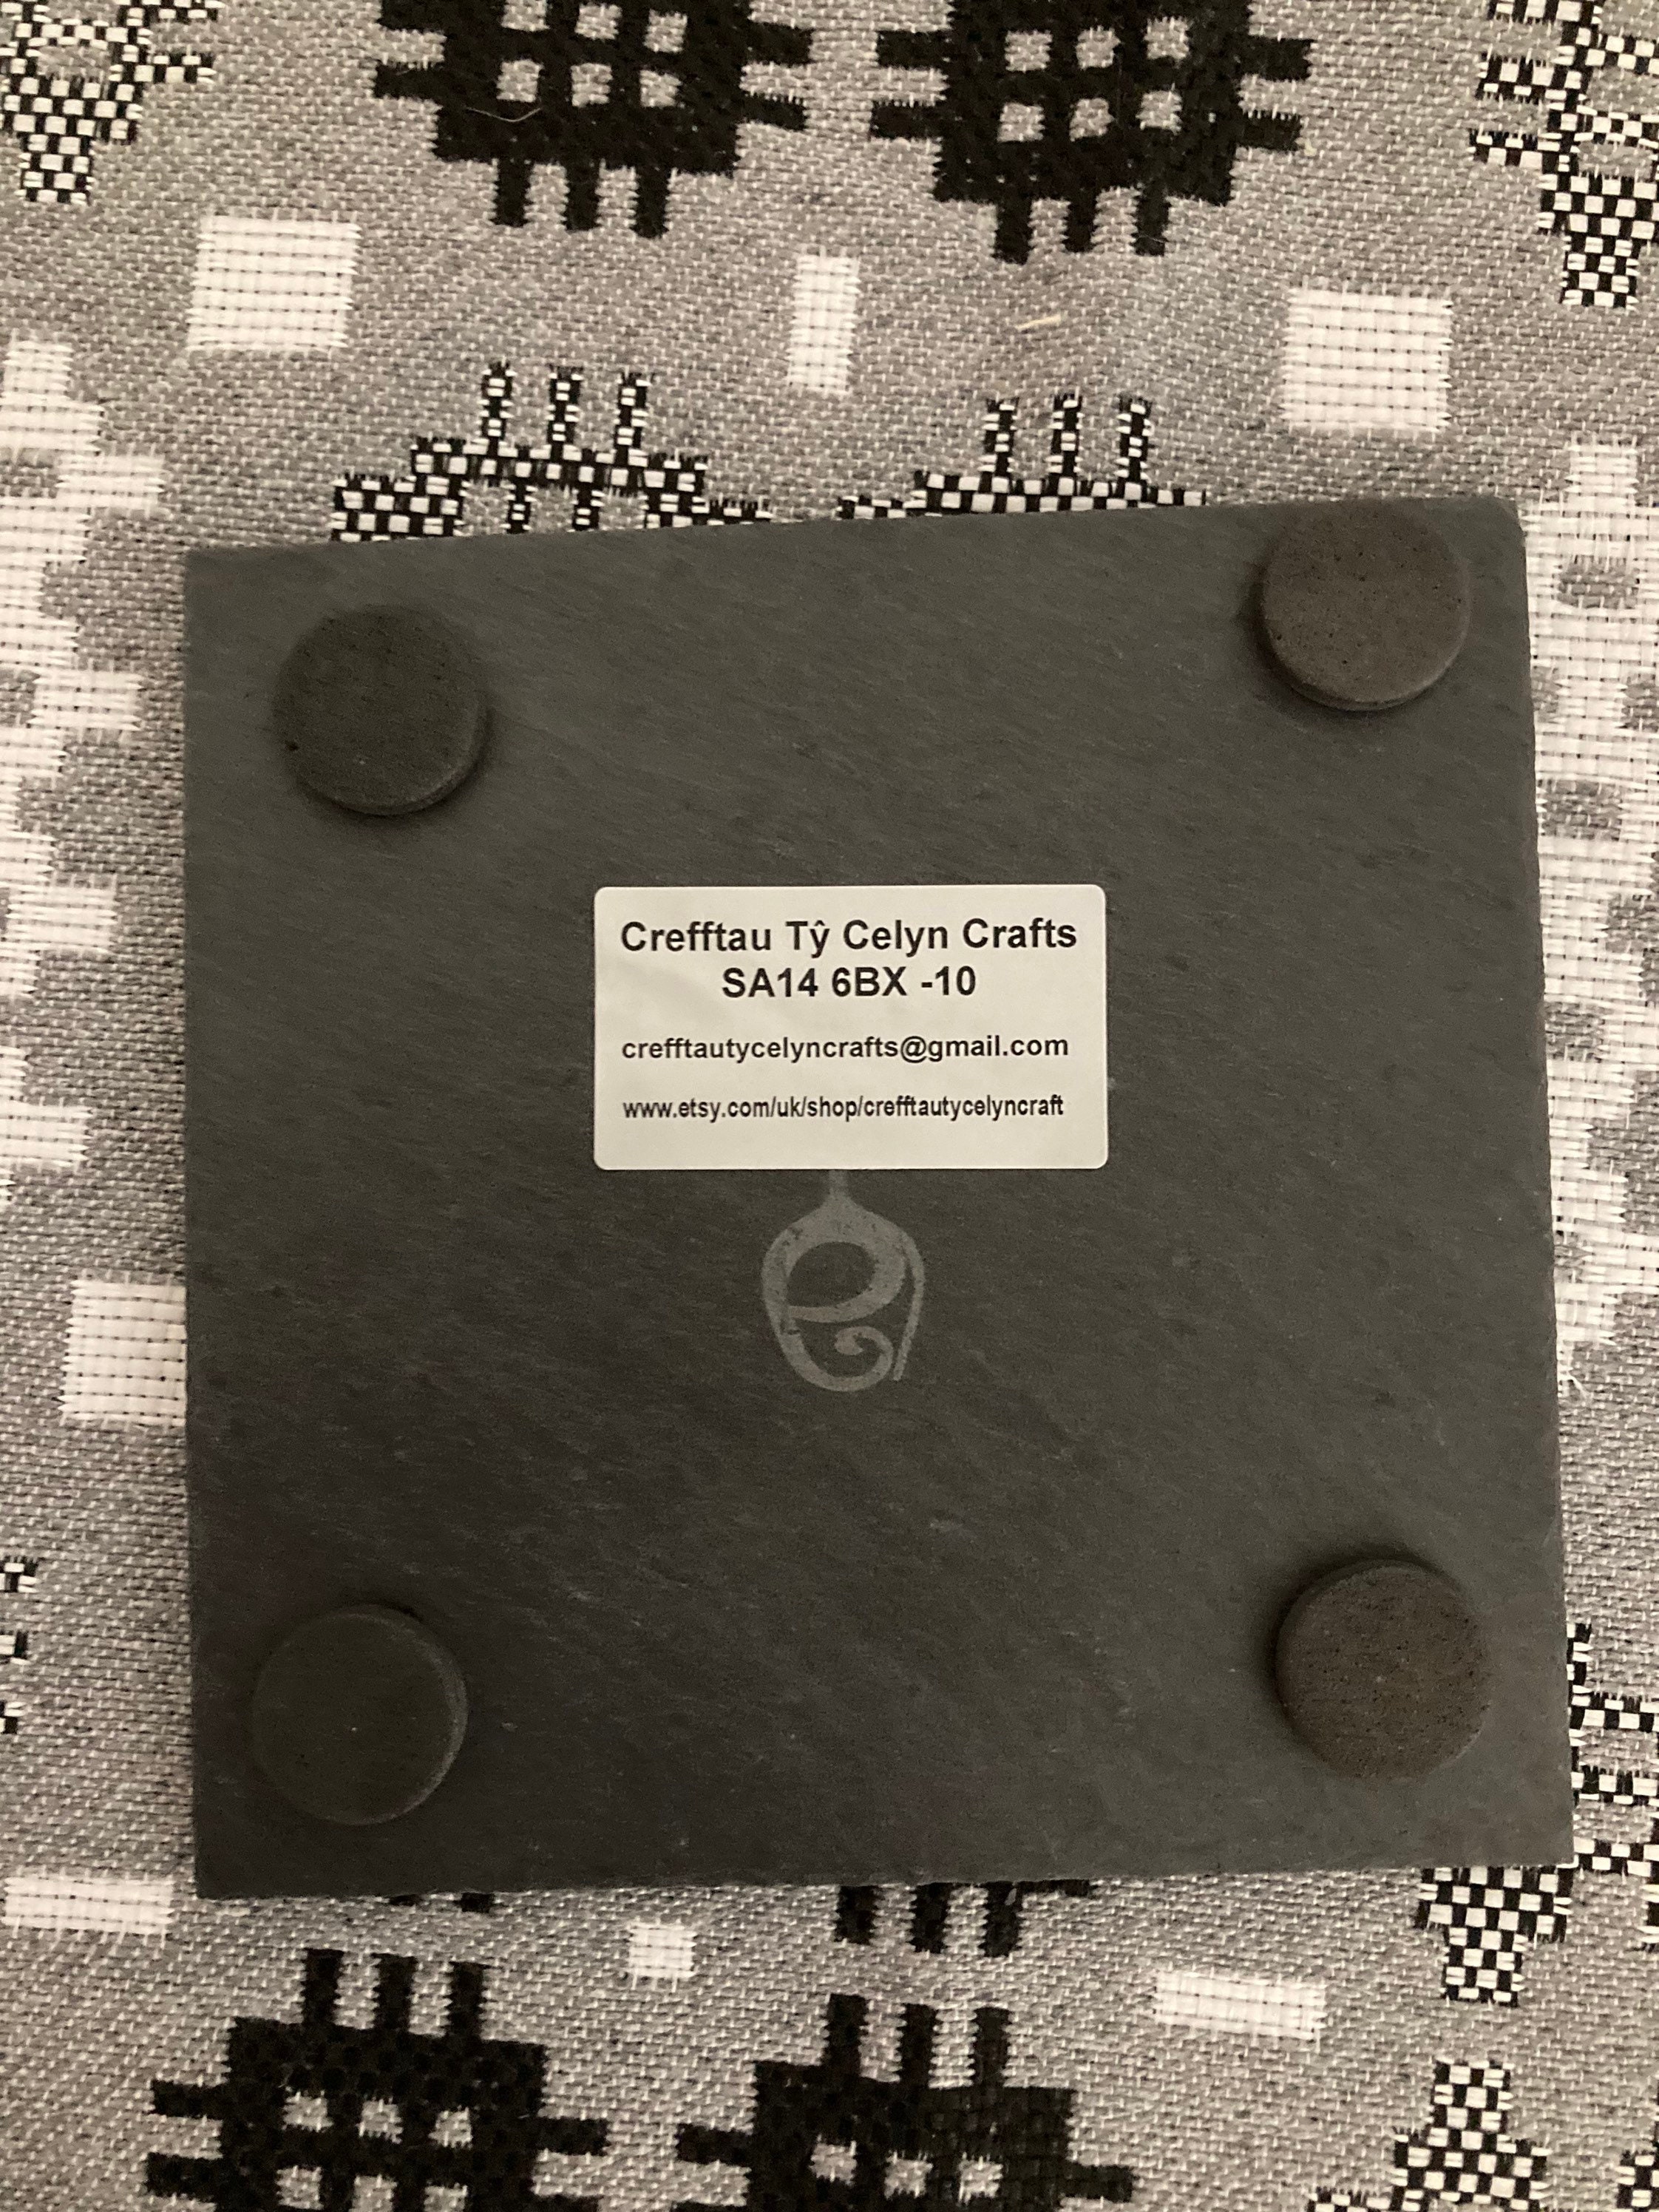 Crefftau Tŷ Celyn Crafts
SA14 6BX -10
crefftautycelyncrafts@gmail.com
www.etsy.com/uk/shop/crefftautycelyncraft